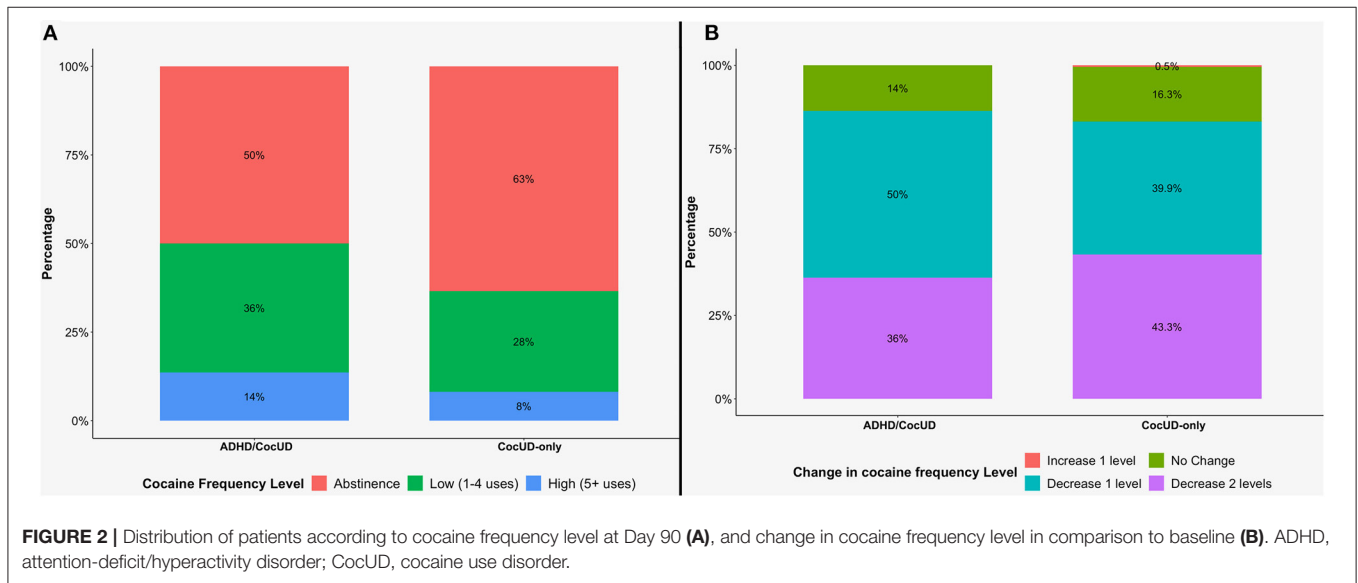 A
100%
75%
50%
25%
0%
Percentage
50%
36%
14%
63%
28%
8%
ADHD/CocUD
CocUD-only
Cocaine Frequency Level
Abstinence
Low (1-4 uses)
High (5+ uses)
B
100%
75%
50%
25%
0%
Percentage
14%
50%
36%
0.5%
16.3%
39.9%
43.3%
ADHD/CocUD
CocUD-only
Change in cocaine frequency Level
Increase 1 level
No Change
Decrease 1 level
Decrease 2 levels
FIGURE 2 | Distribution of patients according to cocaine frequency level at Day 90 (A), and change in cocaine frequency level in comparison to baseline (B). ADHD,
attention-deficit/hyperactivity disorder; CocUD, cocaine use disorder.